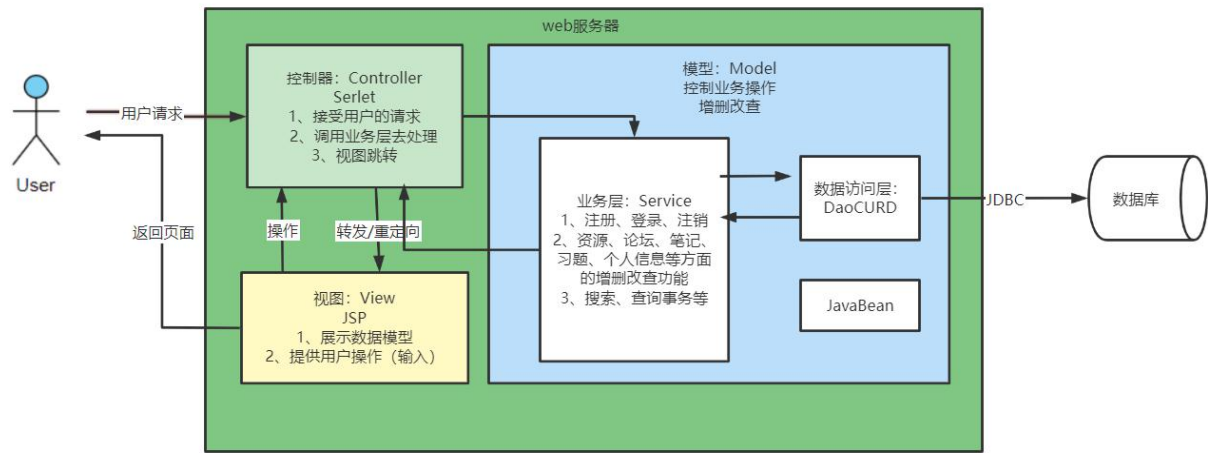 web服务器
控制器：Controller
Serlet
1、接受用户的请求
2、调用业务层去处理
3、视图跳转
模型：Model
控制业务操作
增删改查
用户请求
User
返回页面
操作
转发/重定向
业务层：Service
1、注册、登录、注销
2、资源、论坛、笔记、
习题、个人信息等方面
的增删改查功能
3、搜索、查询事务等
数据访问层：
DaoCURD
JDBC
数据库
JavaBean
视图：View
JSP
1、展示数据模型
2、提供用户操作（输入）